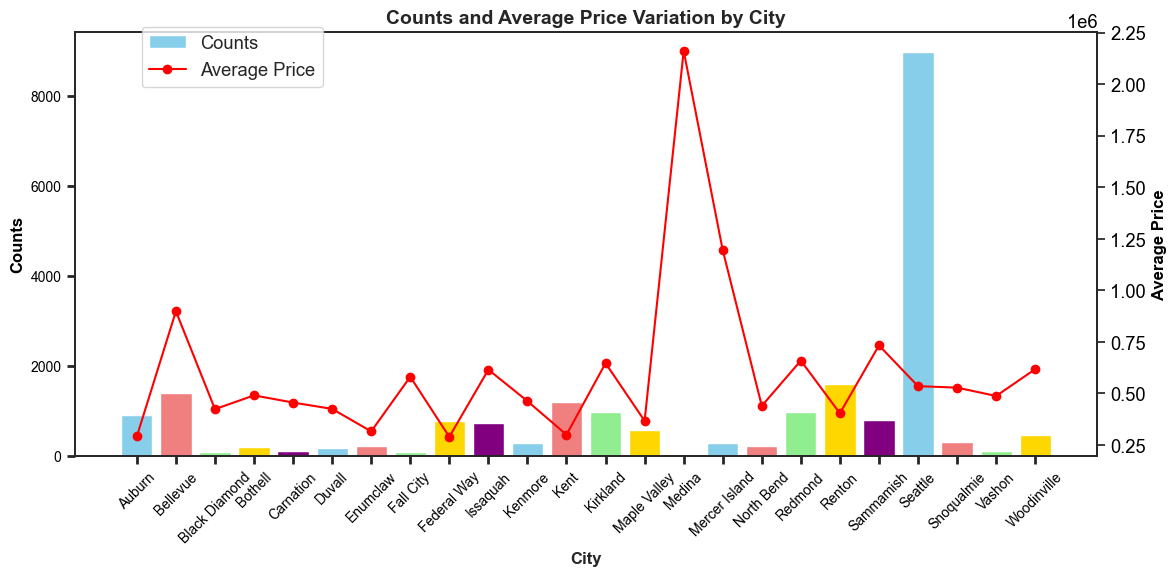 Counts and Average Price Variation by City
1e6
Counts
Average Price
8000
6000
4000
2000
0
Counts
2.25
2.00
1.75
1.50
1.25
1.00
0.75
0.50
0.25
Average Price
Auburn
Bellevue
Black Diamond
Bothell
Carnation
Duvall
Enumclaw
Fall City
Federal Way
Issaquah
Kenmore
Kent
Kirkland
Maple Valley
Medina
Mercer Island
North Bend
Redmond
Renton
Sammamish
Seattle
Snoqualmie
Vashon
Woodinville
City